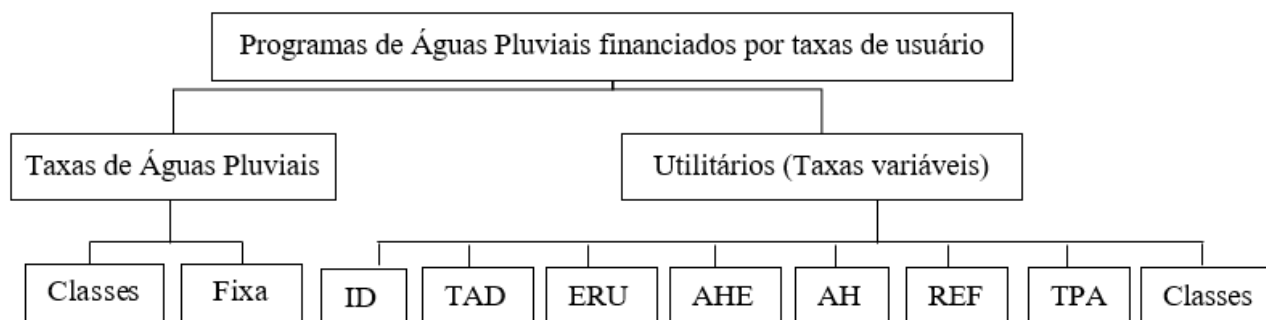 Programas de Águas Pluviais financiados por taxas de usuário
Taxas de Águas Pluviais
Utilitários (Taxas variáveis)
Classes
Fixa
ID
TAD
ERU
AHE
AH
REF
TPA
Classes